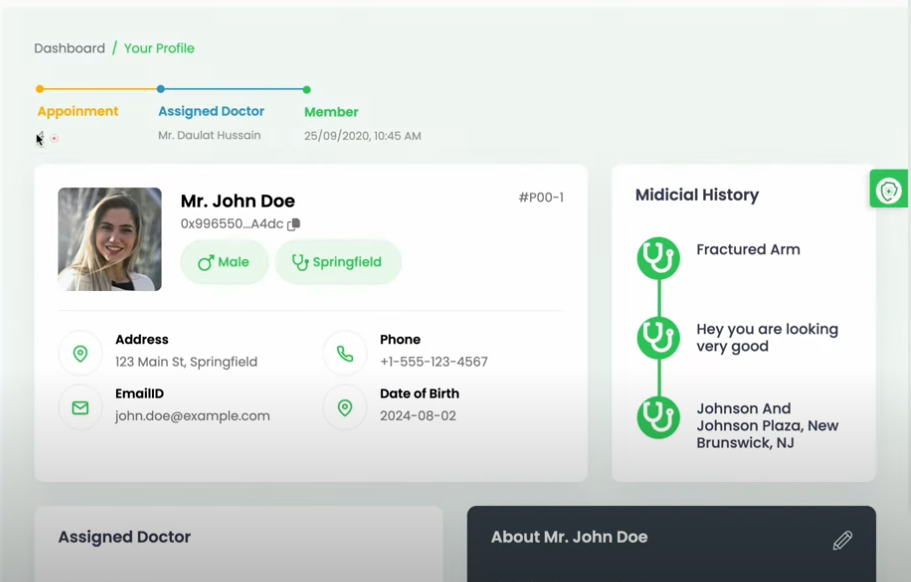 Dashboard / Your Profile
Appoinment
Assigned Doctor
Member
Mr. Daulat Hussain
25/09/2020, 10:45 AM
Mr. John Doe
#P00-1
0x996550...A4dc
Male
Springfield
Address
123 Main St, Springfield
Phone
+1-555-123-4567
EmailID
john.doe@example.com
Date of Birth
2024-08-02
Midicial History
Fractured Arm
Hey you are looking
very good
Johnson And
Johnson Plaza, New
Brunswick, NJ
Assigned Doctor
About Mr. John Doe